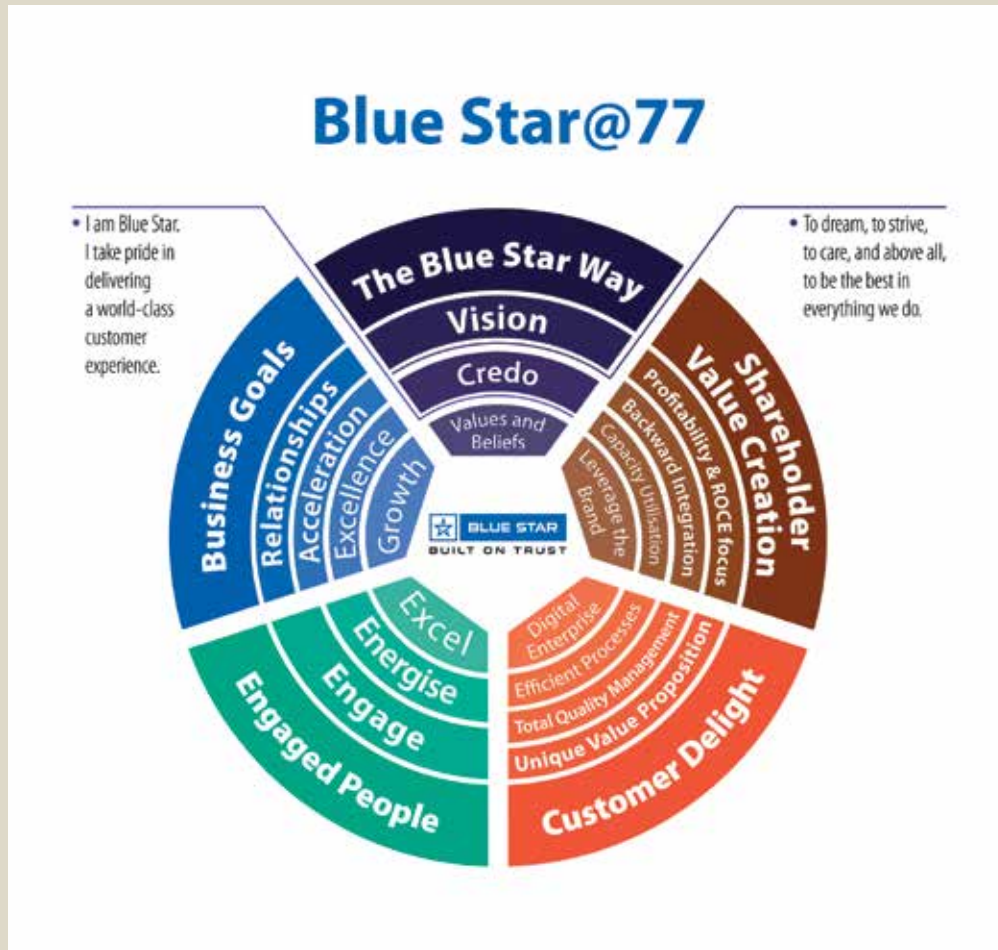 Blue Star@77
• I am Blue Star.
I take pride in
delivering
a world-class
customer
experience.
• To dream, to strive,
to care, and above all,
to be the best in
everything we do.
The Blue Star Way
Vision
Credo
Values and
Beliefs
Shareholder
Value Creation
Profitability & ROCE focus
Backward Integration
Capacity Utilisation
Leverage the
Brand
Customer Delight
Unique Value Proposition
Total Quality Management
Efficient Processes
Digital
Enterprise
Engaged People
Engage
Energise
Excel
Business Goals
Relationships
Acceleration
Excellence
Growth
BLUE STAR
BUILT ON TRUST